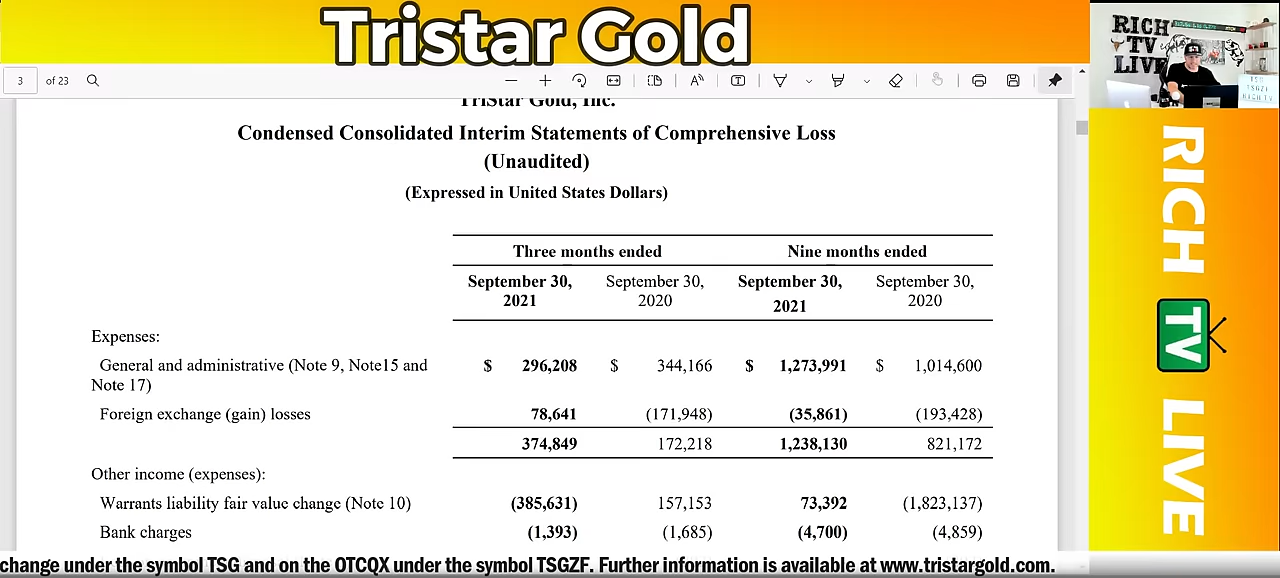 Tristar Gold
3 of 23
TriStar Gold, Inc.
Condensed Consolidated Interim Statements of Comprehensive Loss
(Unaudited)
(Expressed in United States Dollars)
Three months ended Nine months ended
September 30, 2021 September 30, 2020 September 30, 2021 September 30, 2020
Expenses:
General and administrative (Note 9, Note15 and
Note 17) $ 296,208 $ 344,166 $ 1,273,991 $ 1,014,600
Foreign exchange (gain) losses 78,641 (171,948) (35,861) (193,428)
374,849 172,218 1,238,130 821,172
Other income (expenses):
Warrants liability fair value change (Note 10) (385,631) 157,153 73,392 (1,823,137)
Bank charges (1,393) (1,685) (4,700) (4,859)
change under the symbol TSG and on the OTCQX under the symbol TSGZF. Further information is available at www.tristargold.com.
RICH
TV
LIVE
TSG
TSGZF
RICH TV
RICH TV LIVE